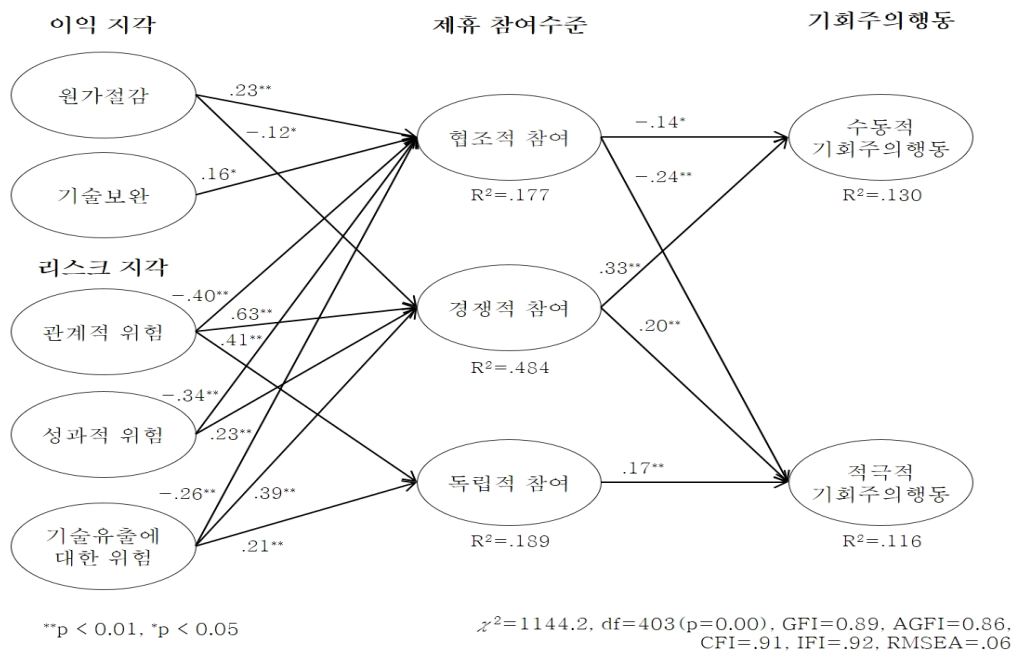 이익 지각
제휴 참여수준
기회주의행동
원가절감
.23**
-.12*
협조적 참여
R²=.177
-.14*
-.24**
수동적
기회주의행동
R²=.130
기술보완
.16*
리스크 지각
관계적 위험
-.40**
.63**
.41**
경쟁적 참여
R²=.484
.33**
.20**
성과적 위험
-.34**
.23**
기술유출에
대한 위험
-.26**
.39**
.21**
독립적 참여
R²=.189
.17**
적극적
기회주의행동
R²=.116
**p < 0.01, *p < 0.05
χ²=1144.2, df=403(p=0.00), GFI=0.89, AGFI=0.86,
CFI=.91, IFI=.92, RMSEA=.06